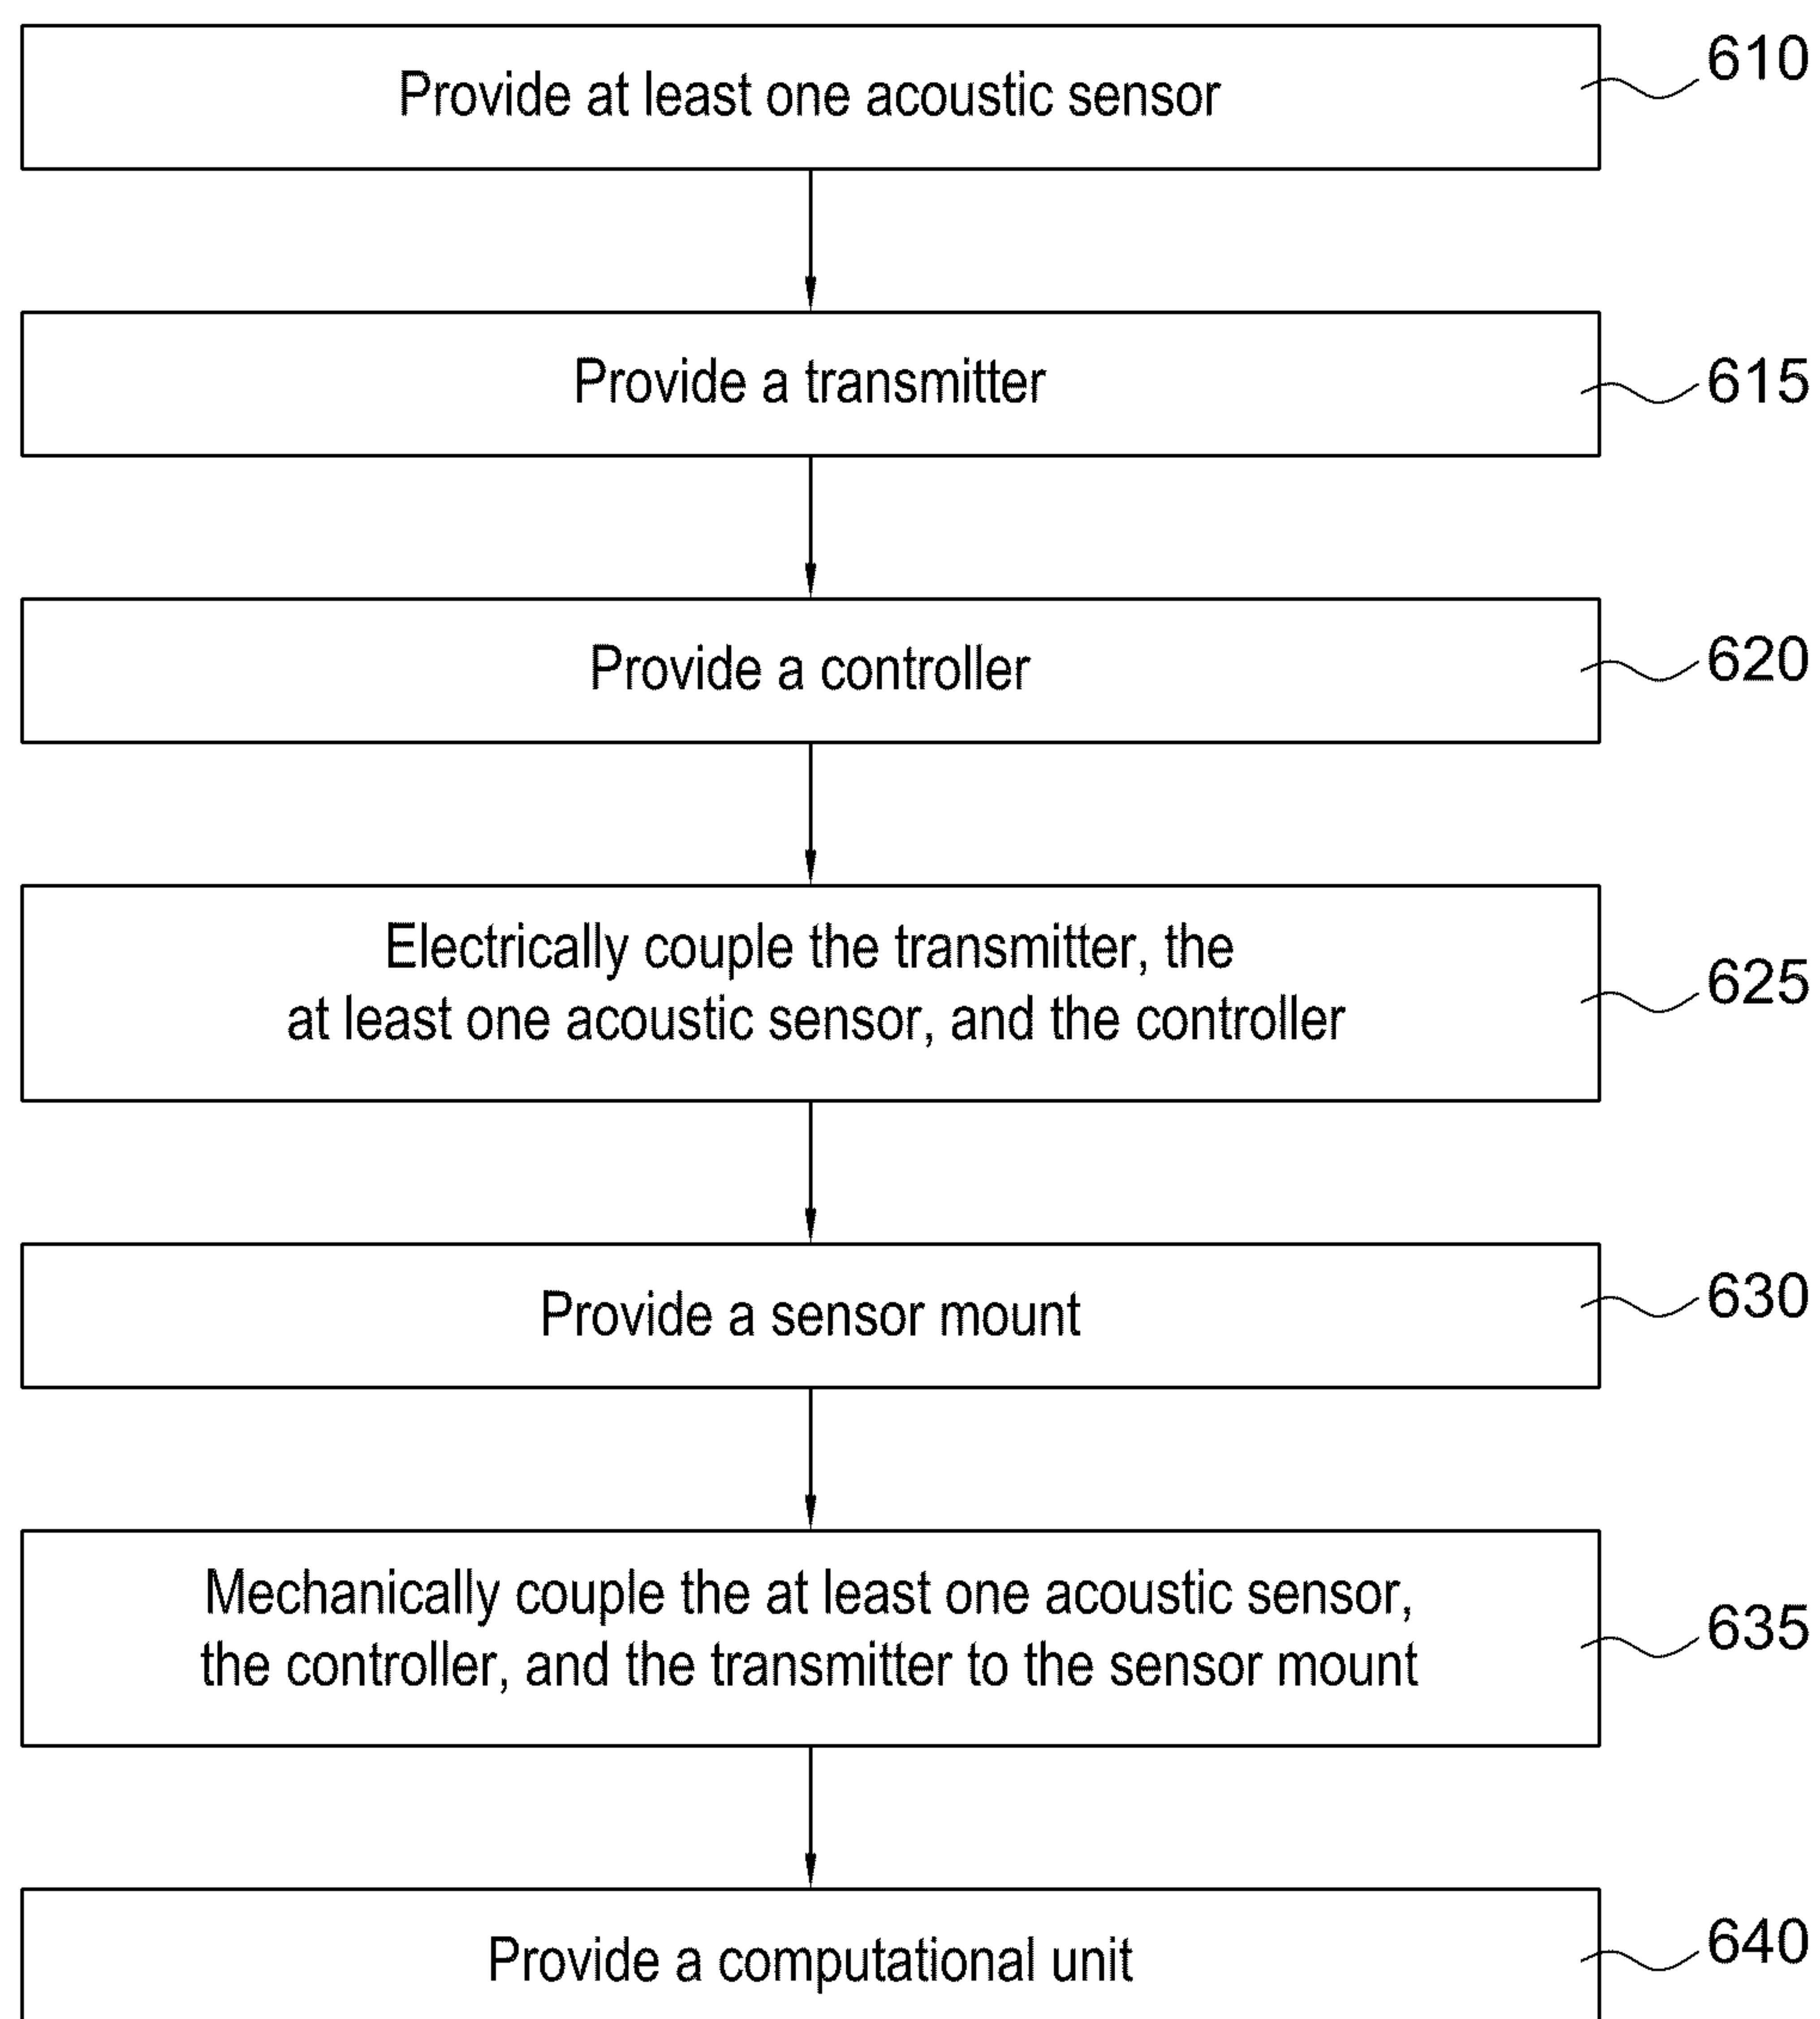 Provide at least one acoustic sensor
610
Provide a transmitter
615
Provide a controller
620
Electrically couple the transmitter, the
at least one acoustic sensor, and the controller
625
Provide a sensor mount
630
Mechanically couple the at least one acoustic sensor,
the controller, and the transmitter to the sensor mount
635
Provide a computational unit
640